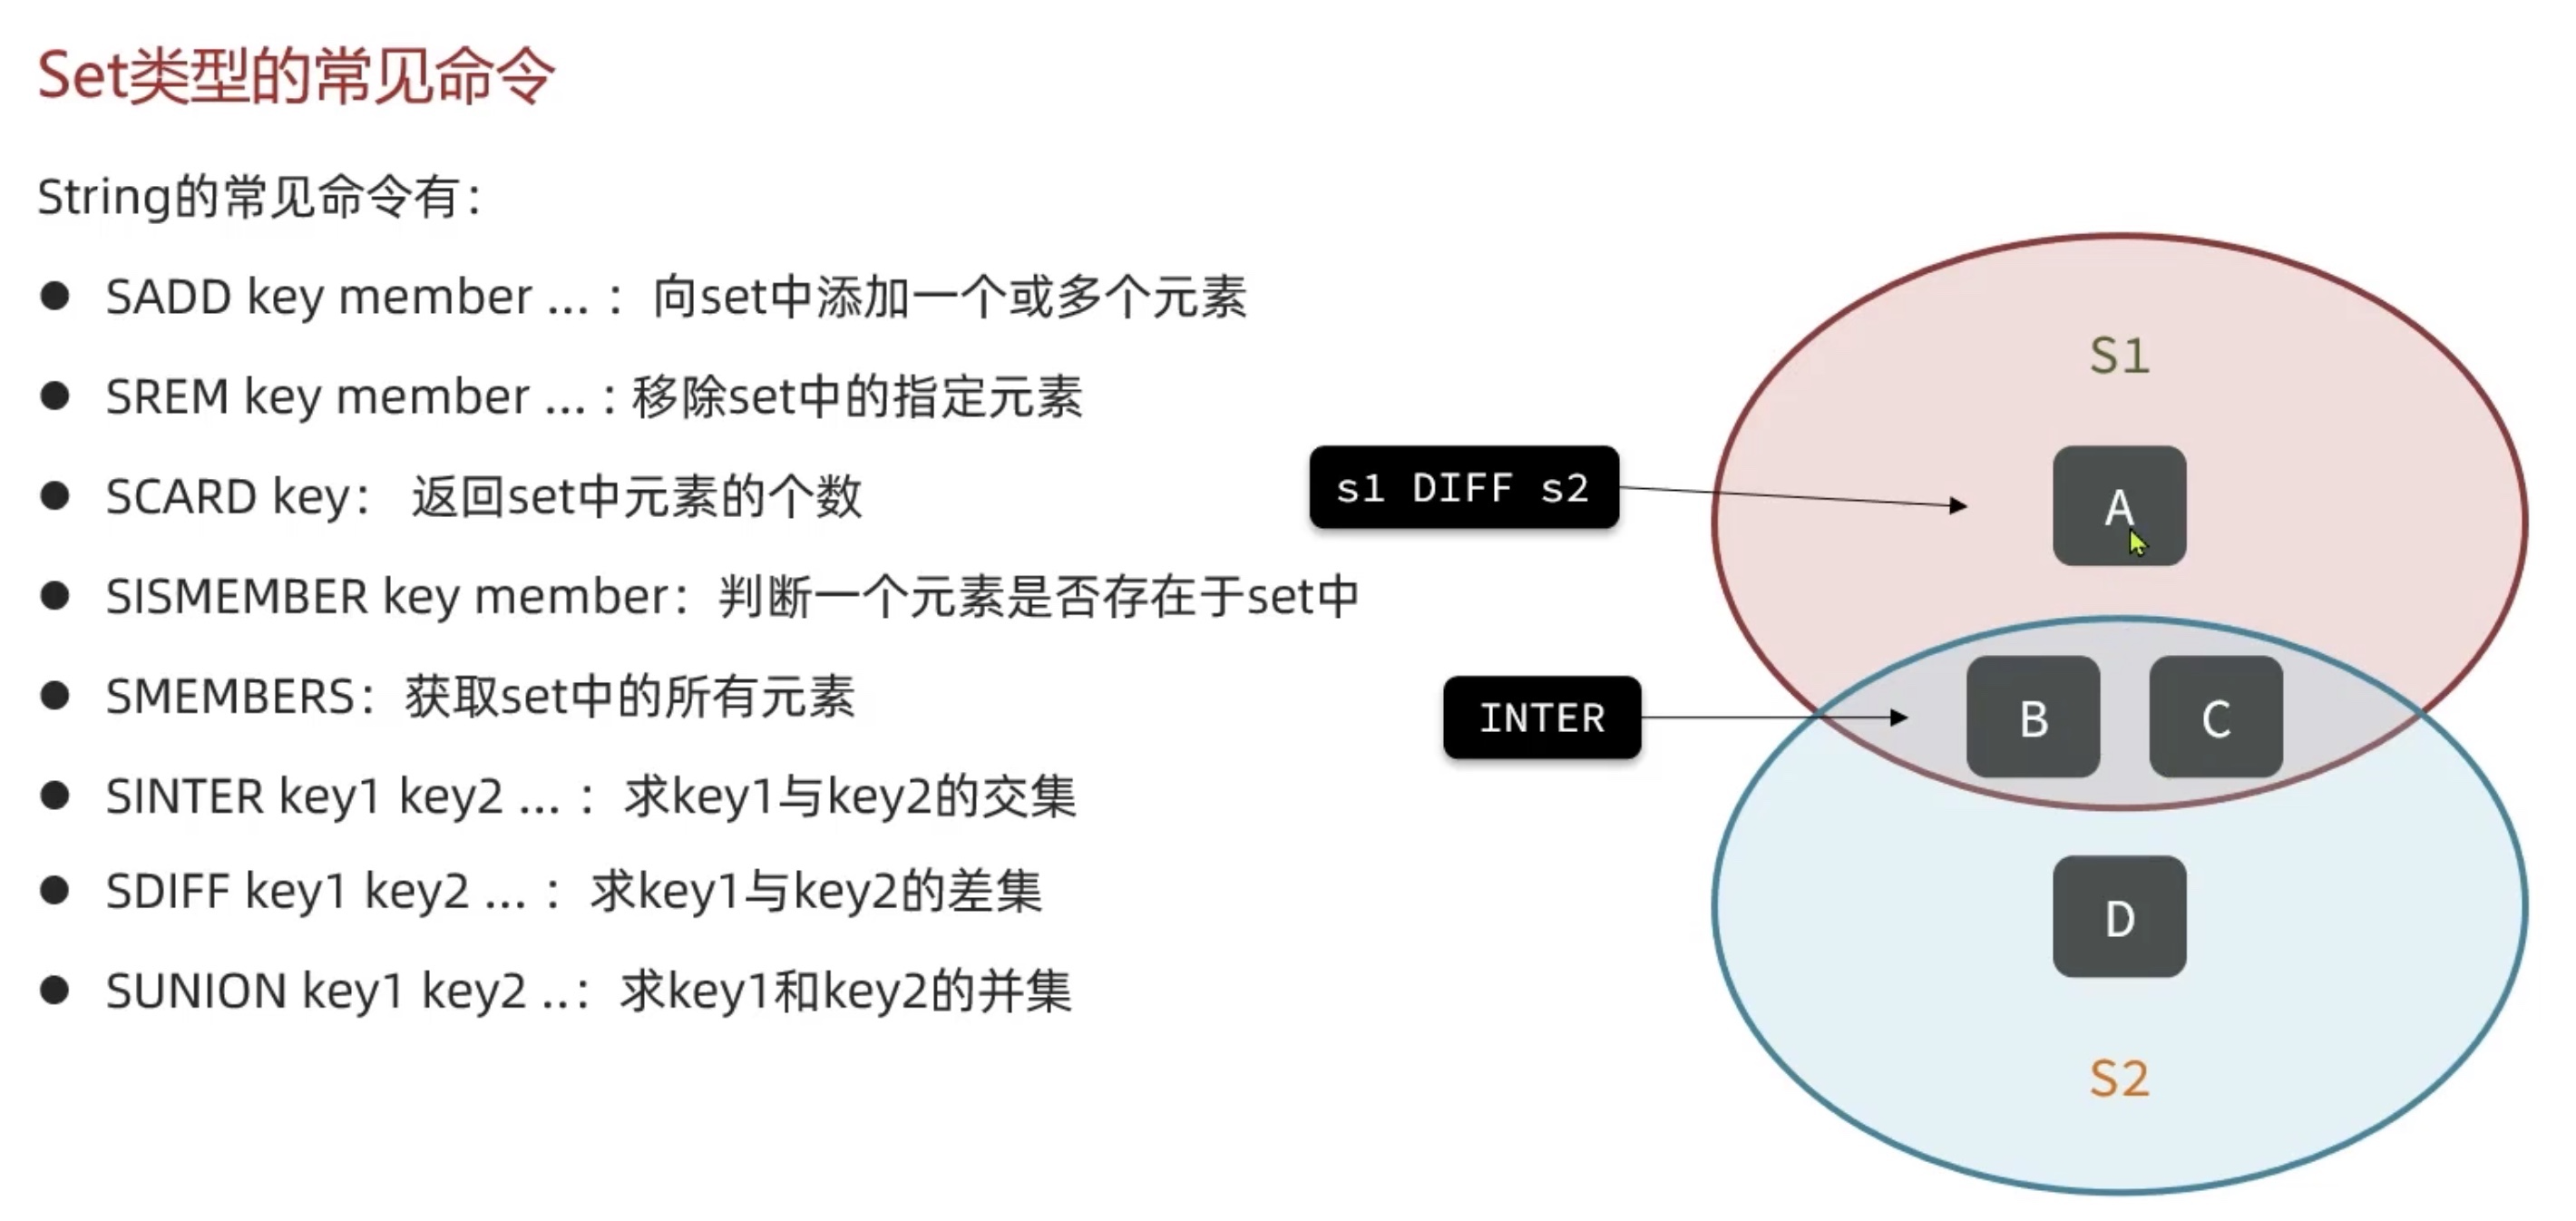 Set类型的常见命令
String的常见命令有：
● SADD key member ... ：向set中添加一个或多个元素
● SREM key member ... : 移除set中的指定元素
● SCARD key： 返回set中元素的个数
● SISMEMBER key member：判断一个元素是否存在于set中
● SMEMBERS：获取set中的所有元素
● SINTER key1 key2 ... ：求key1与key2的交集
● SDIFF key1 key2 ... ：求key1与key2的差集
● SUNION key1 key2 ..：求key1和key2的并集
S1
s1 DIFF s2
A
INTER
B C
D
S2